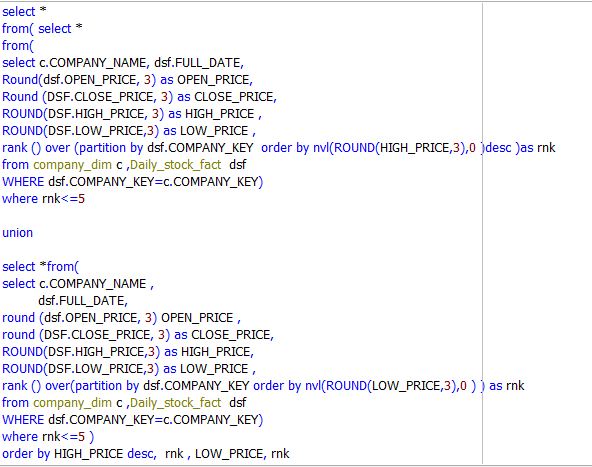 select *
from( select *
from(
select c.COMPANY_NAME, dsf.FULL_DATE,
Round(dsf.OPEN_PRICE, 3) as OPEN_PRICE,
Round (DSF.CLOSE_PRICE, 3) as CLOSE_PRICE,
ROUND(DSF.HIGH_PRICE, 3) as HIGH_PRICE ,
ROUND(DSF.LOW_PRICE,3) as LOW_PRICE ,
rank () over (partition by dsf.COMPANY_KEY  order by nvl(ROUND(HIGH_PRICE,3),0 )desc )as rnk
from company_dim c ,Daily_stock_fact  dsf
WHERE dsf.COMPANY_KEY=c.COMPANY_KEY)
where rnk<=5
union
select *from(
select c.COMPANY_NAME ,
dsf.FULL_DATE,
round (dsf.OPEN_PRICE, 3) OPEN_PRICE ,
round (DSF.CLOSE_PRICE, 3) as CLOSE_PRICE,
ROUND(DSF.HIGH_PRICE,3) as HIGH_PRICE,
ROUND(DSF.LOW_PRICE,3) as LOW_PRICE ,
rank () over(partition by dsf.COMPANY_KEY order by nvl(ROUND(LOW_PRICE,3),0 ) ) as rnk
from company_dim c ,Daily_stock_fact  dsf
WHERE dsf.COMPANY_KEY=c.COMPANY_KEY)
where rnk<=5 )
order by HIGH_PRICE desc,  rnk , LOW_PRICE, rnk